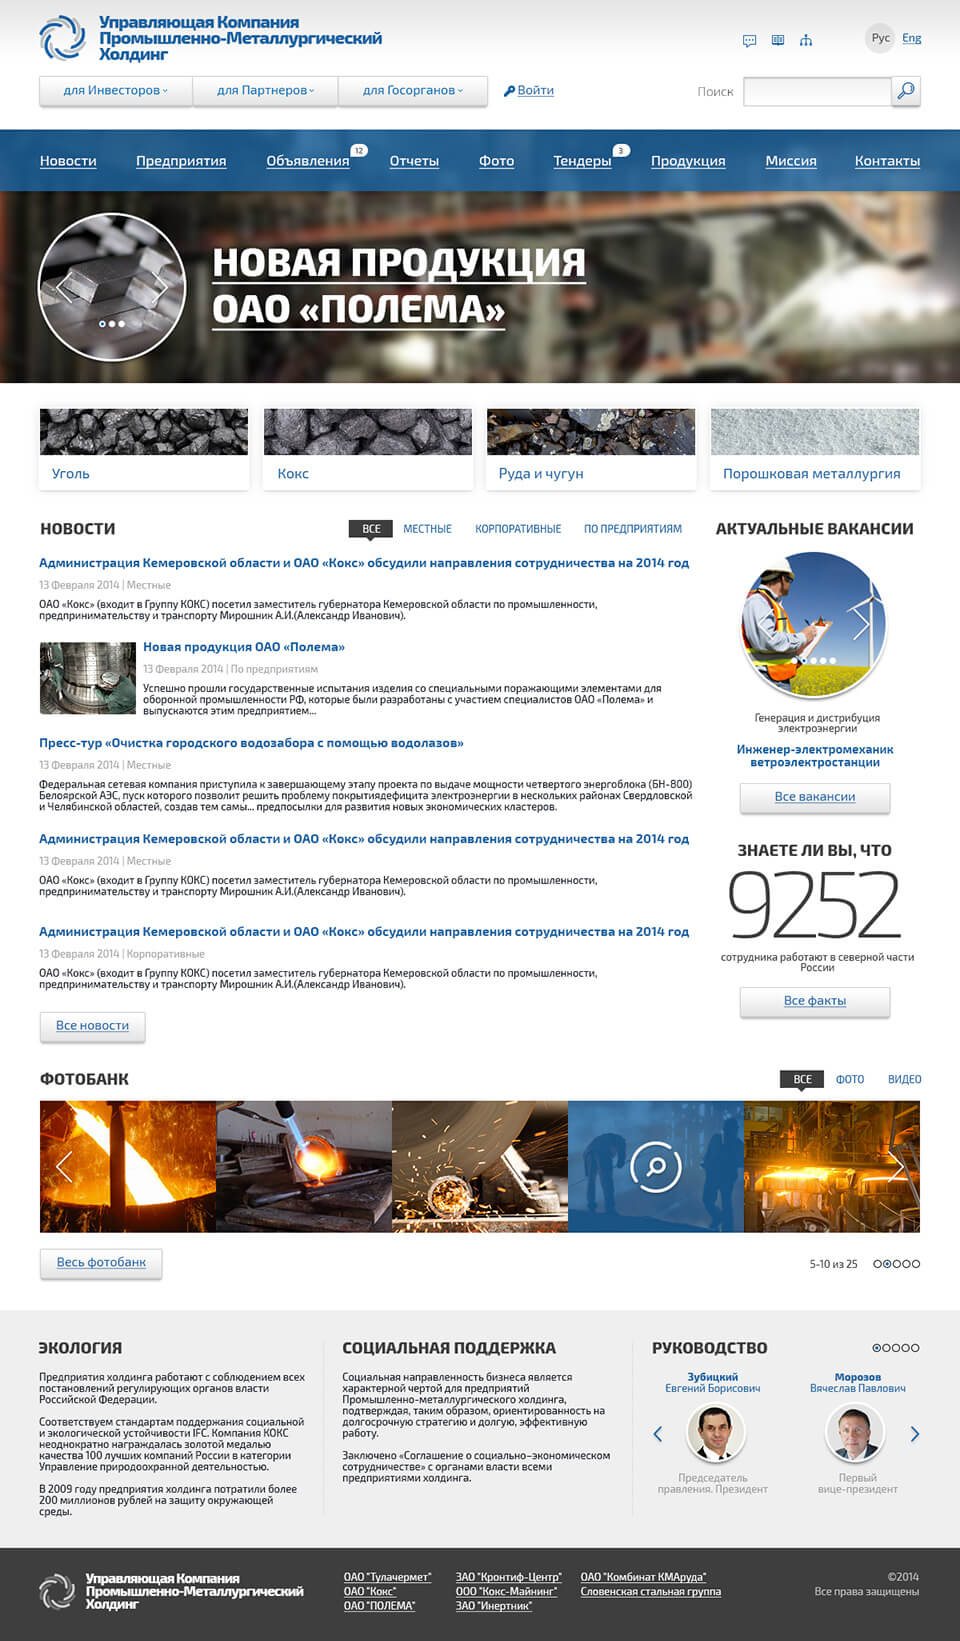 Управляющая Компания
Промышленно-Металлургический
Холдинг
Рус Eng
для Инвесторов
для Партнеров
для Госорганов
Войти
Поиск
Новости
Предприятия
Объявления 12
Отчеты
Фото
Тендеры 3
Продукция
Миссия
Контакты
НОВАЯ ПРОДУКЦИЯ
ОАО «ПОЛЕМА»
Уголь
Кокс
Руда и чугун
Порошковая металлургия
НОВОСТИ
ВСЕ
МЕСТНЫЕ
КОРПОРАТИВНЫЕ
ПО ПРЕДПРИЯТИЯМ
Администрация Кемеровской области и ОАО «Кокс» обсудили направления сотрудничества на 2014 год
13 Февраля 2014 | Местные
ОАО «Кокс» (входит в Группу КОКС) посетил заместитель губернатора Кемеровской области по промышленности,
предпринимательству и транспорту Мирошник А.И.(Александр Иванович).
Новая продукция ОАО «Полема»
13 Февраля 2014 | По предприятиям
Успешно прошли государственные испытания изделия со специальными поражающими элементами для
оборонной промышленности РФ, которые были разработаны с участием специалистов ОАО «Полема» и
выпускаются этим предприятием...
Пресс-тур «Очистка городского водозабора с помощью водолазов»
13 Февраля 2014 | Местные
Федеральная сетевая компания приступила к завершающему этапу проекта по выдаче мощности четвертого энергоблока (БН-800)
Белоярской АЭС, пуск которого позволит решить проблему покрытиядефицита электроэнергии в нескольких районах Свердловской
и Челябинской областей, создав тем самы... предпосылки для развития новых экономических кластеров.
Администрация Кемеровской области и ОАО «Кокс» обсудили направления сотрудничества на 2014 год
13 Февраля 2014 | Местные
ОАО «Кокс» (входит в Группу КОКС) посетил заместитель губернатора Кемеровской области по промышленности,
предпринимательству и транспорту Мирошник А.И.(Александр Иванович).
Администрация Кемеровской области и ОАО «Кокс» обсудили направления сотрудничества на 2014 год
13 Февраля 2014 | Корпоративные
ОАО «Кокс» (входит в Группу КОКС) посетил заместитель губернатора Кемеровской области по промышленности,
предпринимательству и транспорту Мирошник А.И.(Александр Иванович).
Все новости
АКТУАЛЬНЫЕ ВАКАНСИИ
Генерация и дистрибуция
электроэнергии
Инженер-электромеханик
ветроэлектростанции
Все вакансии
ЗНАЕТЕ ЛИ ВЫ, ЧТО
9252
сотрудника работают в северной части
России
Все факты
ФОТОБАНК
ВСЕ
ФОТО
ВИДЕО
Весь фотобанк
5-10 из 25
ЭКОЛОГИЯ
Предприятия холдинга работают с соблюдением всех
постановлений регулирующих органов власти
Российской Федерации.
Соответствуем стандартам поддержания социальной
и экологической устойчивости IFC. Компания КОКС
неоднократно награждалась золотой медалью
качества 100 лучших компаний России в категории
Управление природоохранной деятельностью.
В 2009 году предприятия холдинга потратили более
200 миллионов рублей на защиту окружающей
среды.
СОЦИАЛЬНАЯ ПОДДЕРЖКА
Социальная направленность бизнеса является
характерной чертой для предприятий
Промышленно-металлургического холдинга,
подтверждая, таким образом, ориентированность на
долгосрочную стратегию и долгую, эффективную
работу.
Заключено «Соглашение о социально-экономическом
сотрудничестве» с органами власти всеми
предприятиями холдинга.
РУКОВОДСТВО
Зубицкий
Евгений Борисович
Председатель
правления. Президент
Морозов
Вячеслав Павлович
Первый
вице-президент
Управляющая Компания
Промышленно-Металлургический
Холдинг
ОАО "Тулачермет"
ОАО "Кокс"
ОАО "ПОЛЕМА"
ЗАО "Кронтиф-Центр"
ООО "Кокс-Майнинг"
ЗАО "Инертник"
ОАО "Комбинат КМАруда"
Словенская стальная группа
©2014
Все права защищены